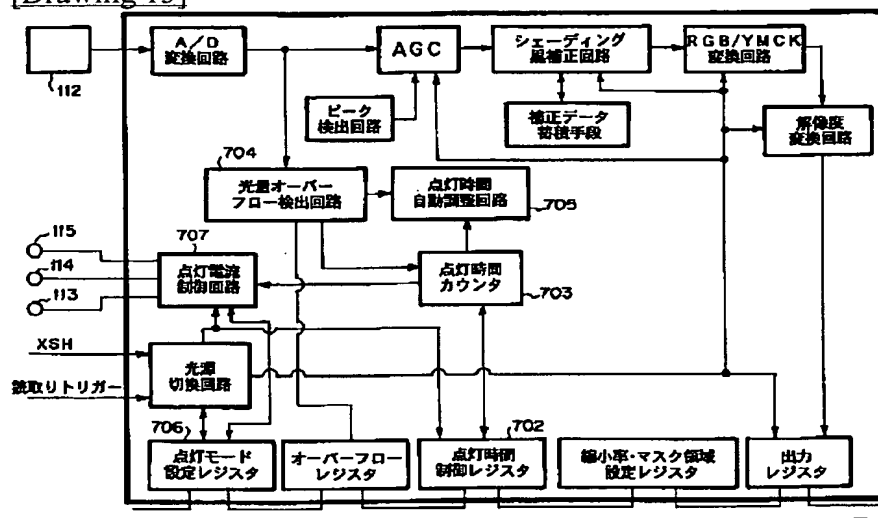 [Drawing 13]
A/D
変換回路
AGC
シェーディング
黒補正回路
RGB/YMCK
変換回路
112
ピーク
検出回路
補正データ
蓄積手段
解像度
変換回路
704
光量オーバー
フロー検出回路
点灯時間
自動調整回路
705
115
114
113
707
点灯電流
制御回路
点灯時間
カウンタ
703
XSH
読取りトリガー
光源
切換回路
706
点灯モード
設定レジスタ
オーバーフロー
レジスタ
702
点灯時間
制御レジスタ
縮小率・マスク領域
設定レジスタ
出力
レジスタ